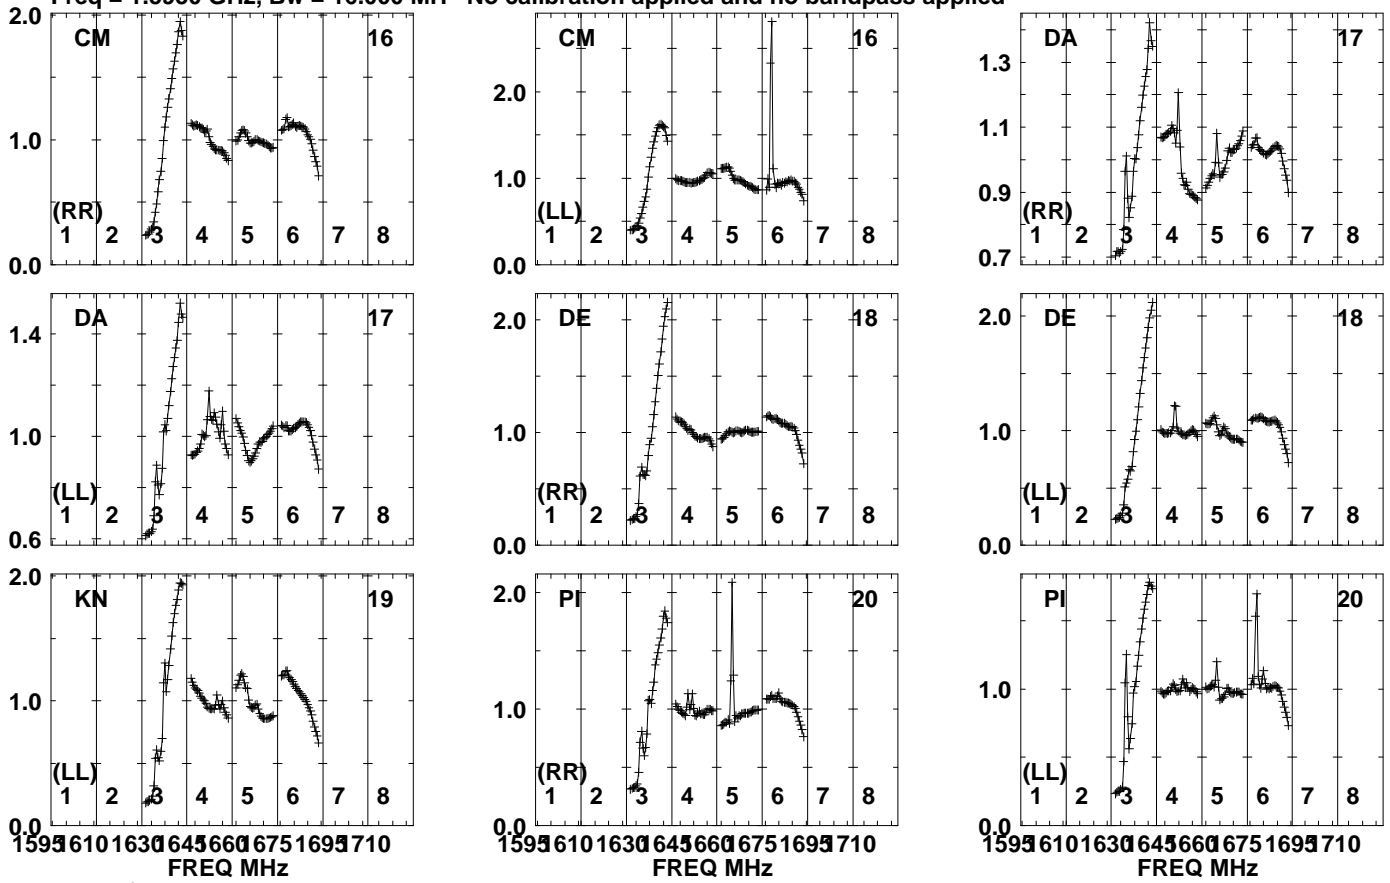 No calibration applied and no bandpass applied
2.0 CM 16 CM 16 DA 17
1.3
2.0
1.0 1.1
1.0
0.9
(RR) (LL) (RR)
1 2 3 4 5 6 7 8 1 2 3 4 5 6 7 8 1 2 3 4 5 6 7 8
0.0 0.0 0.7
DA 17 DE 18 DE 18
1.4 2.0 2.0
1.0 1.0 1.0
(LL) (RR) (LL)
1 2 3 4 5 6 7 8 1 2 3 4 5 6 7 8 1 2 3 4 5 6 7 8
0.6 0.0 0.0
2.0 KN 19 PI 20 PI 20
2.0
1.0 1.0 1.0
(LL) (RR) (LL)
1 2 3 4 5 6 7 8 1 2 3 4 5 6 7 8 1 2 3 4 5 6 7 8
0.0 0.0 0.0
1595 1610 1630 1645 1660 1675 1695 1710 1595 1610 1630 1645 1660 1675 1695 1710 1595 1610 1630 1645 1660 1675 1695 1710
FREQ MHz FREQ MHz FREQ MHz